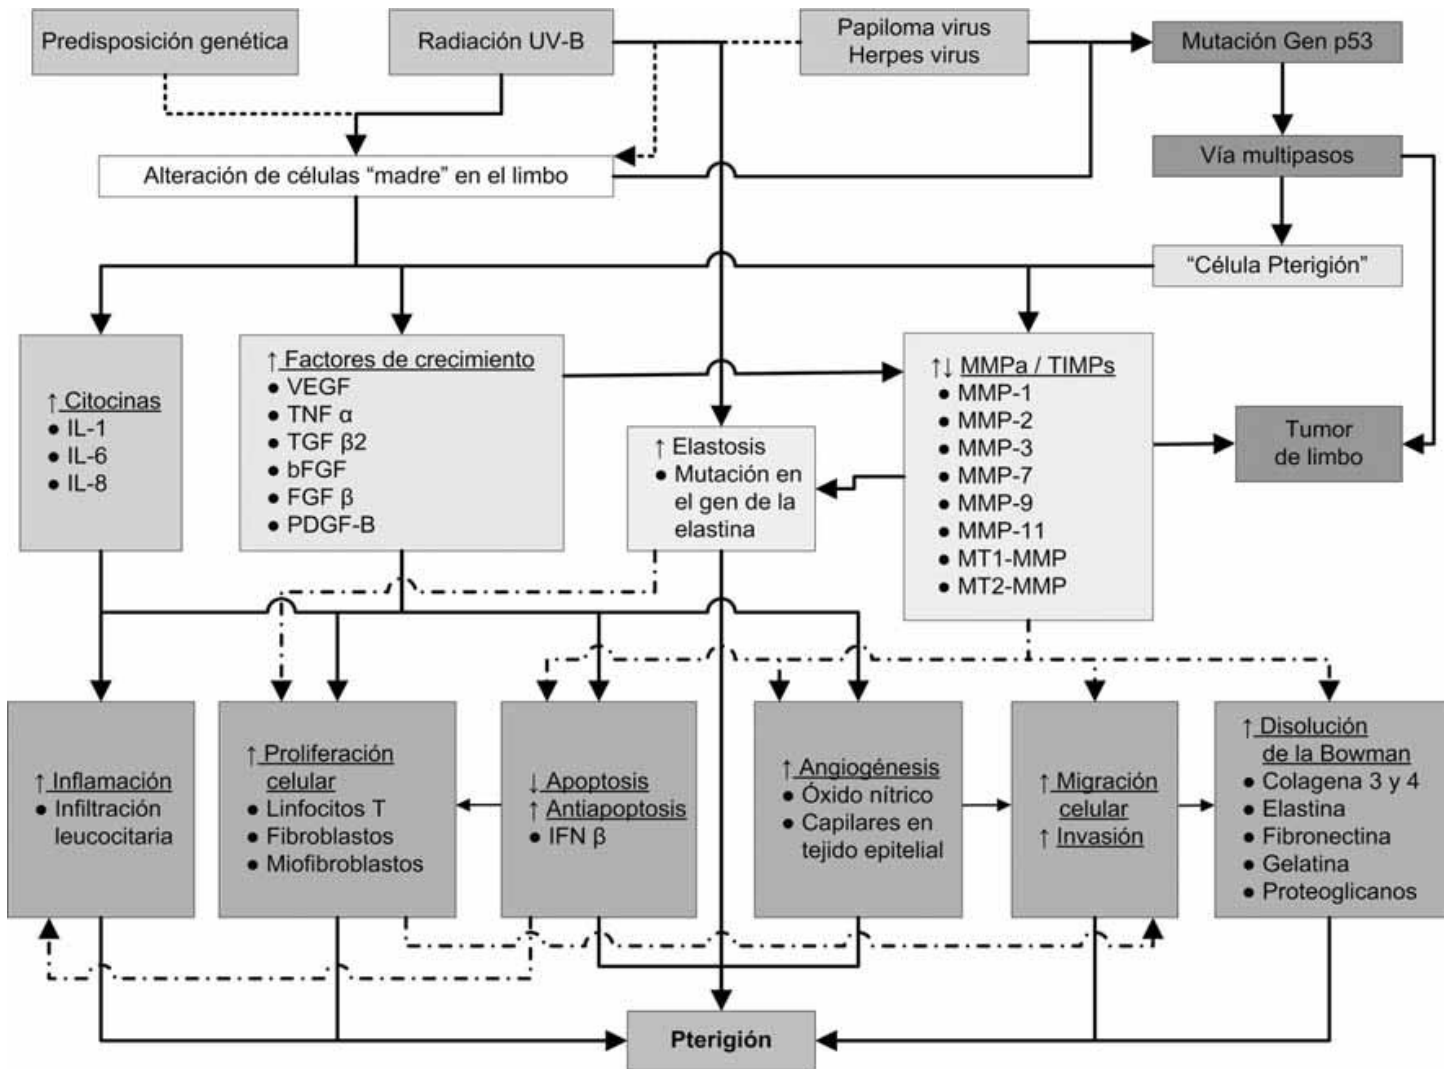 Predisposición genética
Radiación UV-B
Papiloma virus
Herpes virus
Mutación Gen p53
Alteración de células “madre” en el limbo
Vía multipasos
“Célula Pterigión”
↑ Citocinas
● IL-1
● IL-6
● IL-8
↑ Factores de crecimiento
● VEGF
● TNF α
● TGF β2
● bFGF
● FGF β
● PDGF-B
↑ Elastosis
● Mutación en
el gen de la
elastina
↑↓ MMPa / TIMPs
● MMP-1
● MMP-2
● MMP-3
● MMP-7
● MMP-9
● MMP-11
● MT1-MMP
● MT2-MMP
Tumor
de limbo
↑ Inflamación
● Infiltración
leucocitaria
↑ Proliferación
celular
● Linfocitos T
● Fibroblastos
● Miofibroblastos
↓ Apoptosis
↑ Antiapoptosis
● IFN β
↑ Angiogénesis
● Óxido nítrico
● Capilares en
tejido epitelial
↑ Migración
celular
↑ Invasión
↑ Disolución
de la Bowman
● Colagena 3 y 4
● Elastina
● Fibronectina
● Gelatina
● Proteoglicanos
Pterigión